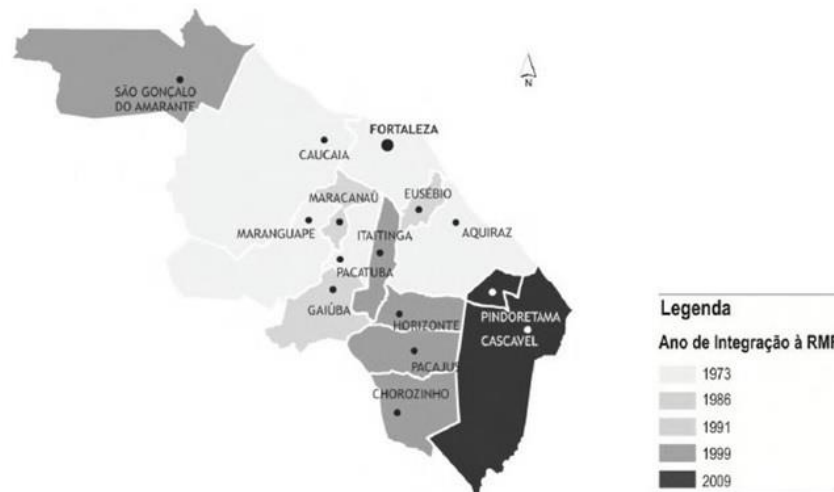 SÃO GONÇALO
DO AMARANTE
N
FORTALEZA
CAUCAIA
MARACANAÚ
EUSÉBIO
MARANGUAPE
ITAITINGA
AQUIRAZ
PACATUBA
GAIÚBA
HORIZONTE
PINDORETAMA
CASCAVEL
PACAJUS
CHOROZINHO
Legenda
Ano de Integração à RMF
1973
1986
1991
1999
2009